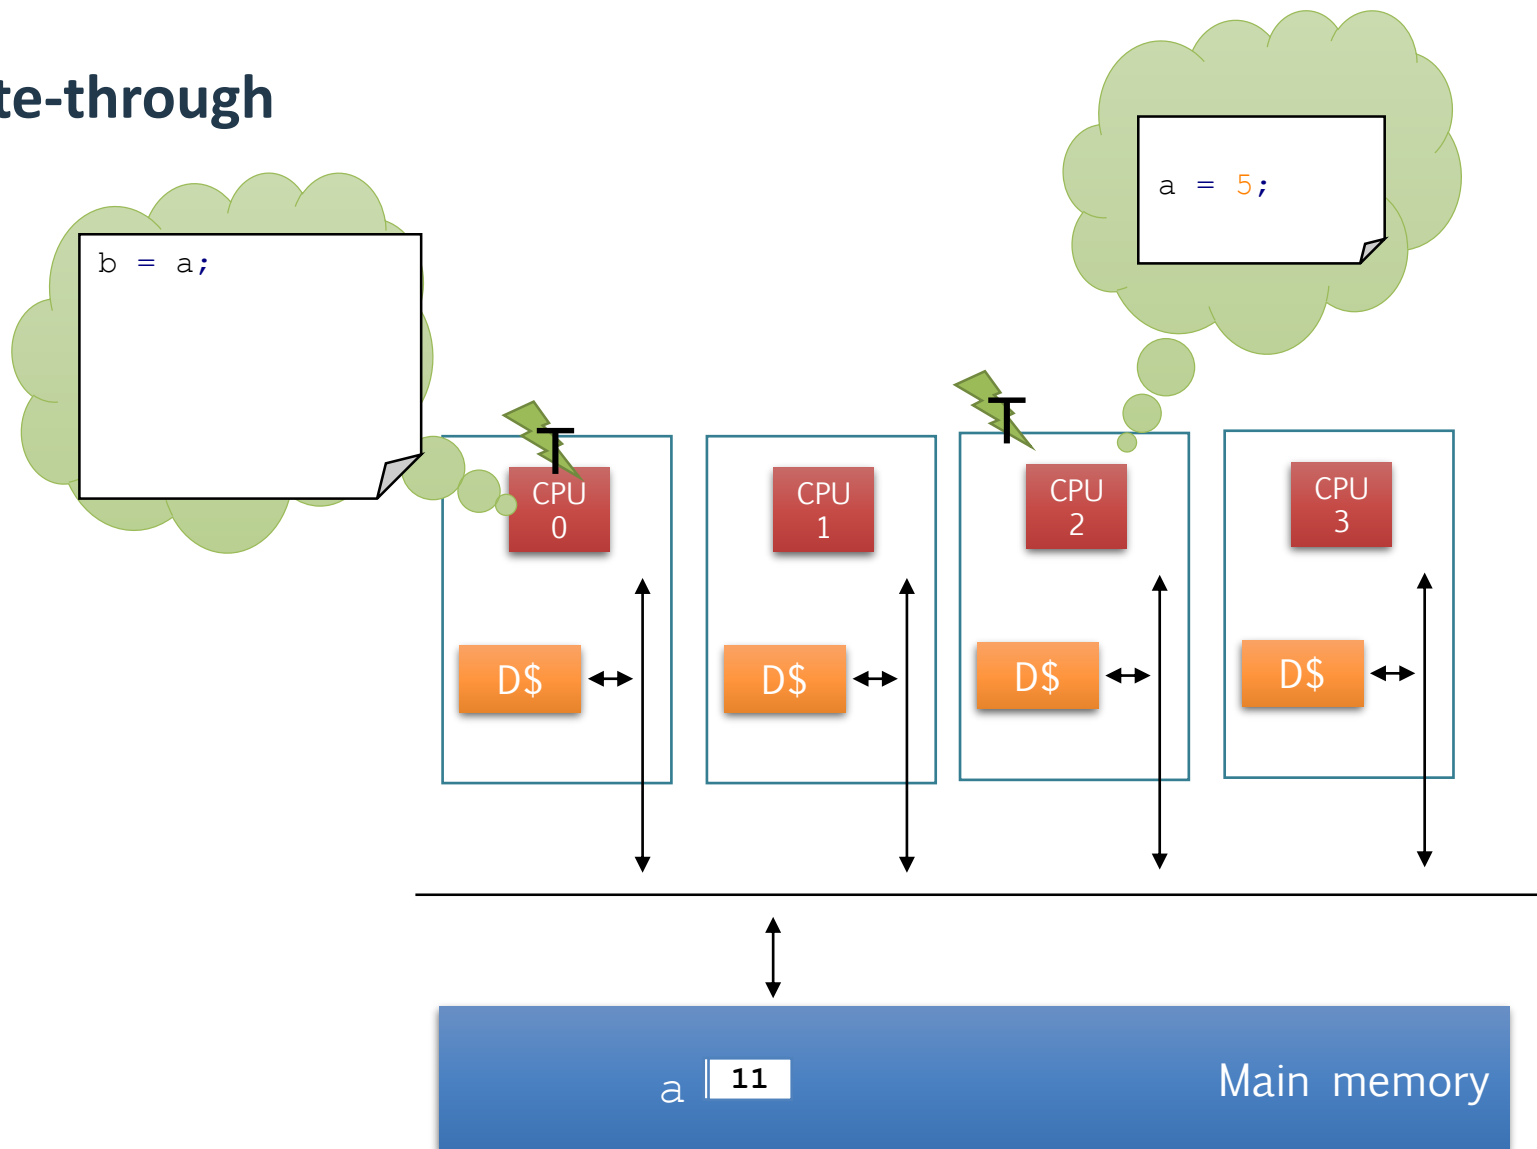 te-through
a = 5;
b = a;
T
T
CPU
0
CPU
1
CPU
2
CPU
3
D$
D$
D$
D$
a
11
Main memory